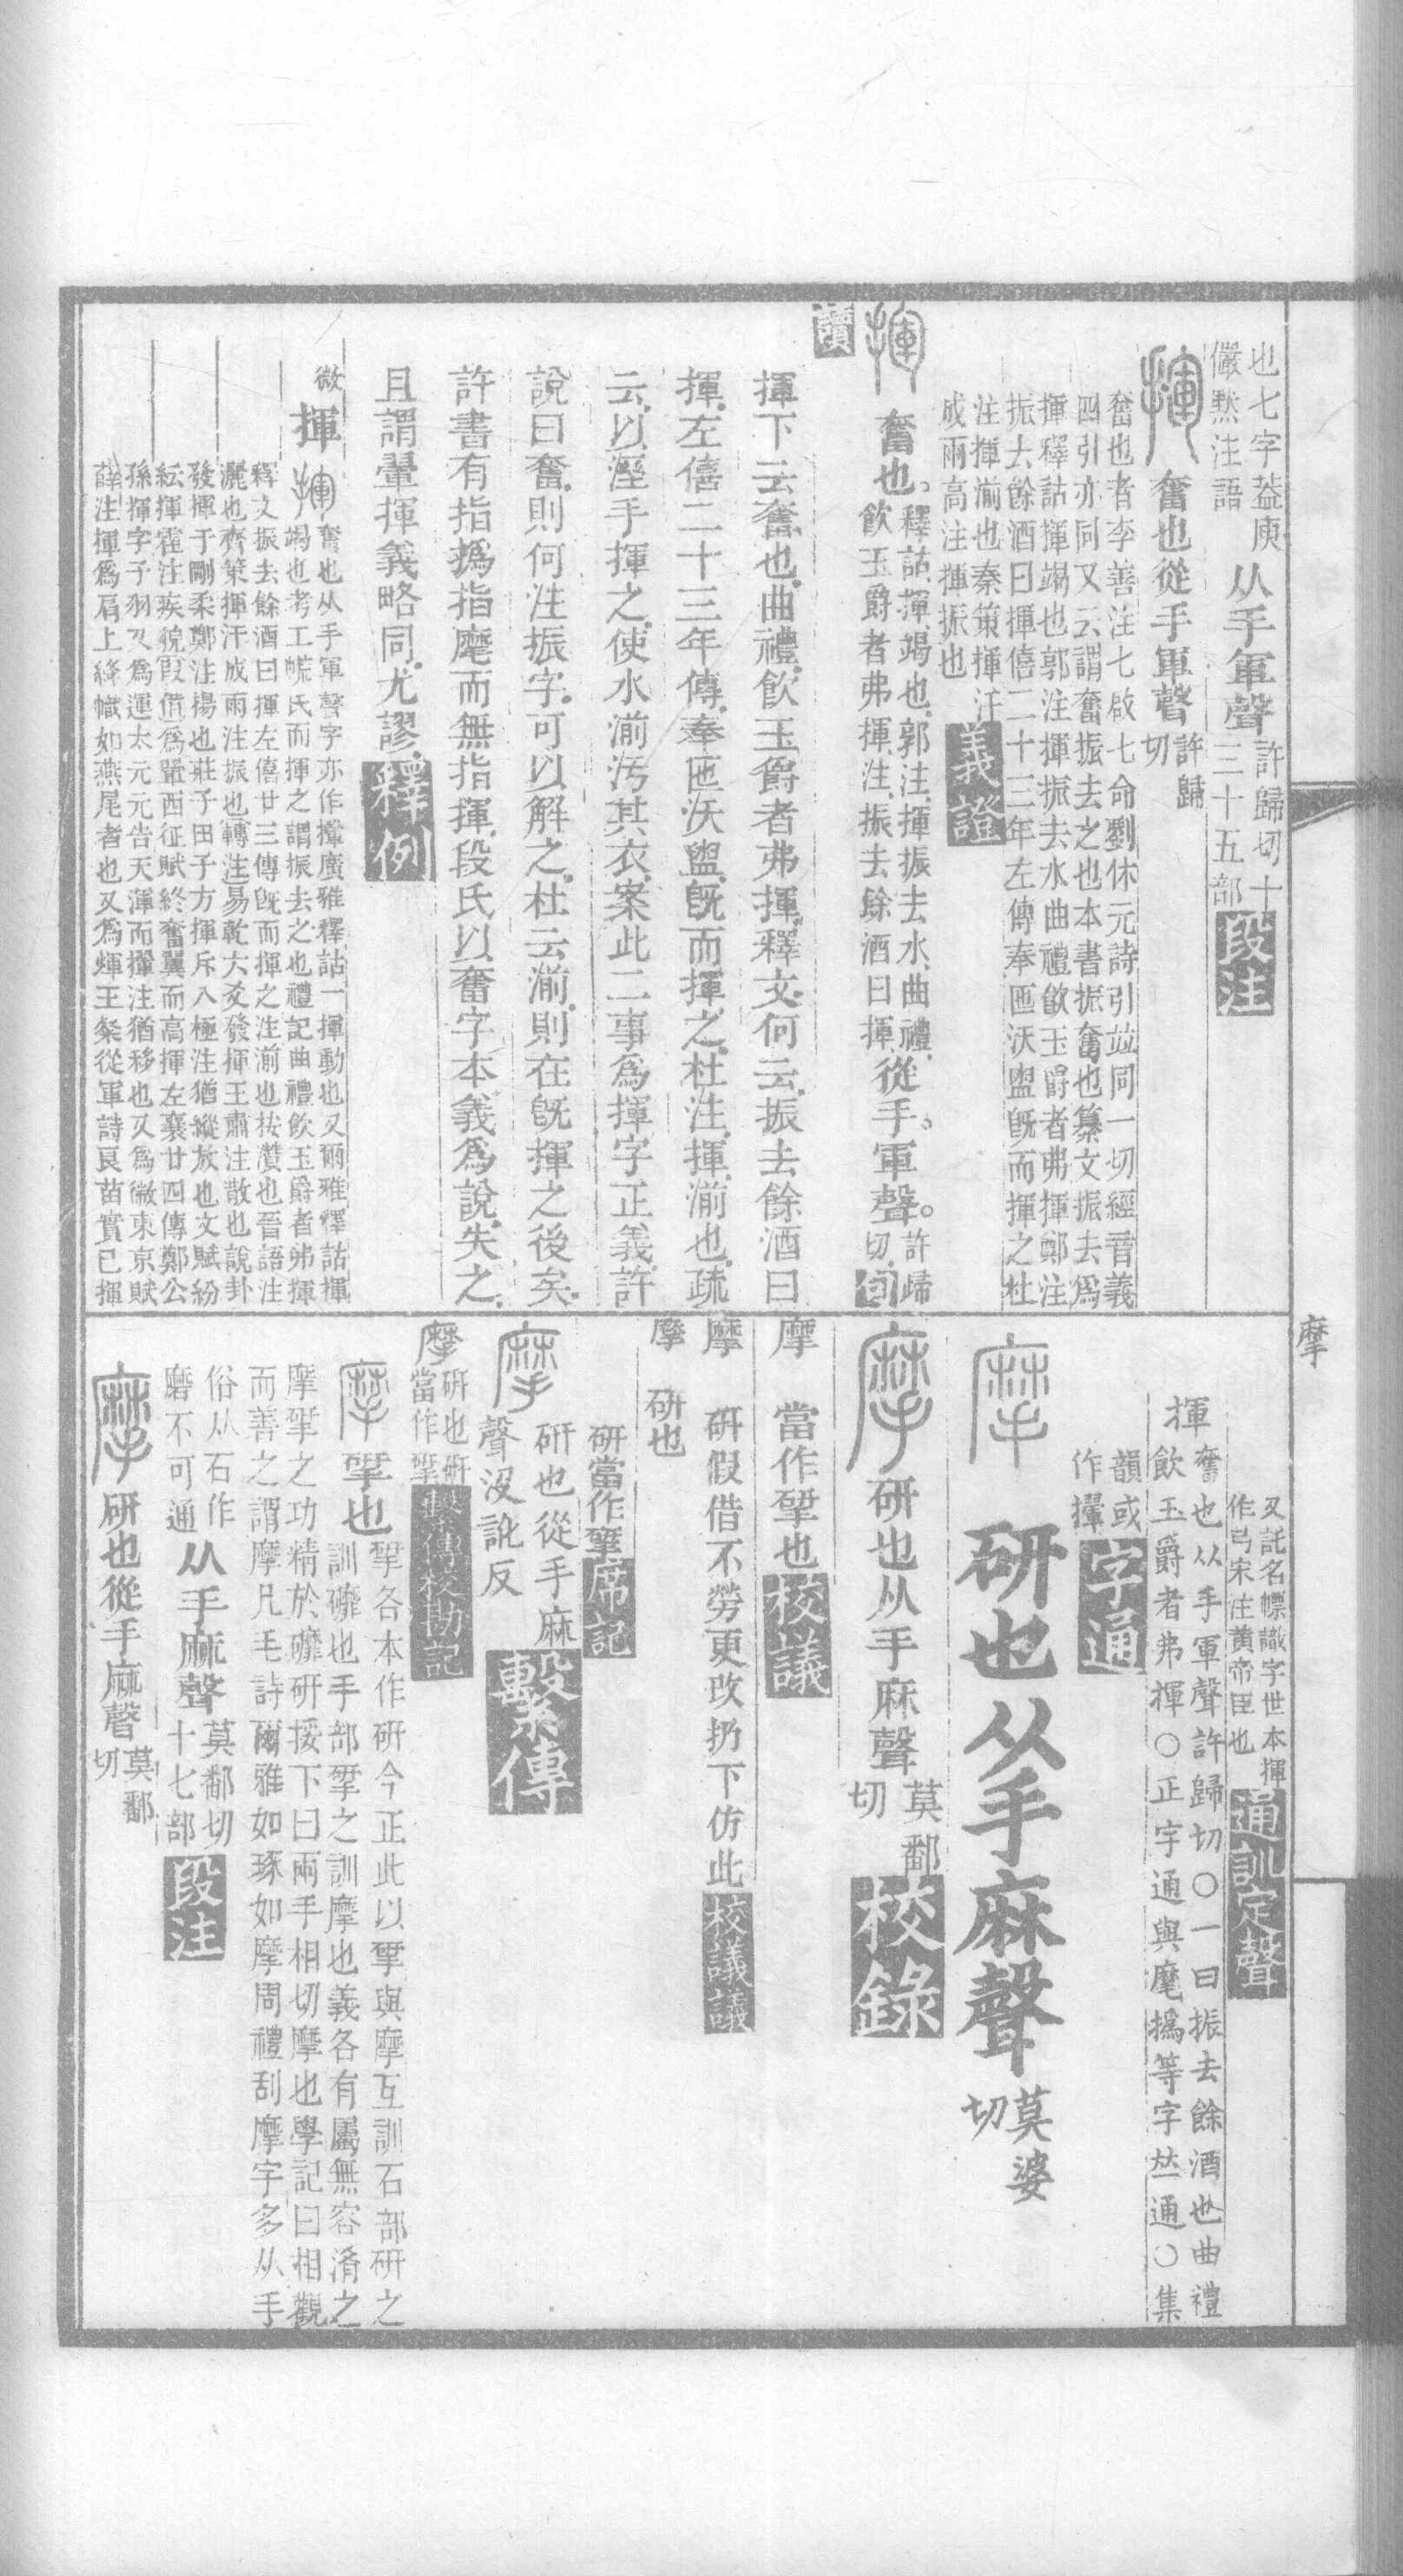 也七字葢庾
儼黙注語
从手軍聲
許歸切十
三十五部
段注
揮
奮也從手軍聲
許歸
切
奮也者李善注七啟七命劉休元詩引竝同一切經音義
四引亦同又云謂奮振去之也本書振奮也纂文振去爲
揮釋詁揮竭也郭注揮振去水曲禮飲玉爵者弗揮鄭注
振去餘酒曰揮僖二十三年左傳奉匜沃盥旣而揮之杜
注揮湔也秦策揮汗
成雨高注揮振也
義證
揮
奮也、
釋詁、揮、竭也、郭注、揮振去水、曲禮、
飲玉爵者弗揮、注、振去餘酒曰揮、
從手。軍聲。
許歸
切、
句
讀
揮下云奮也.曲禮.飲玉爵者弗揮.釋文.何云.振去餘酒曰
揮.左僖二十三年傳.奉匜沃盥.旣而揮之.杜注.揮.湔也.疏
云.以溼手揮之.使水湔汚其衣.案此二事爲揮字正義.許
說曰奮.則何注振字.可以解之.杜云湔.則在旣揮之後矣.
許書有指撝指麾而無指揮.段氏以奮字本義爲說.失之.
且謂翬揮義略同.尤謬.
釋例
微
揮
揮
奮也从手軍聲字亦作攆廣雅釋詁一揮動也又爾雅釋詁揮
竭也考工㡛氏而揮之謂振去之也禮記曲禮飲玉爵者弗揮
釋文振去餘酒曰揮左僖廿三傳旣而揮之注湔也按瀵也晉語注
灑也齊策揮汗成雨注振也轉注易乾六爻發揮王肅注散也說卦
發揮于剛柔鄭注揚也莊子田子方揮斥八極注猶縱放也文賦紛
紜揮霍注疾貌叚借爲翬西征賦終奮翼而高揮左襄廿四傳鄭公
孫揮字子羽又爲運太元元告天渾而攆注猶移也又爲徽東京賦
薛注揮爲肩上絳幟如燕尾者也又爲煇王粲從軍詩良苗實已揮
摩
又託名幖識字世本揮
作弓宋注黃帝臣也
通訓定聲
揮
奮也从手軍聲許歸切〇一曰振去餘酒也曲禮
飲玉爵者弗揮〇正字通與麾撝等字𠀤通〇集
韻或
作攆
字通
摩
研也从手麻聲
莫婆
切
摩
研也从手麻聲
莫鄱
切
校錄
摩
當作揅也
校議
摩
研假借不勞更改扔下仿此
校議議
摩
研也
研當作揅
席記
摩
研也從手麻
聲沒訛反
繫傳
摩
研也研
當作揅
繫傳校勘記
摩
揅也
揅各本作研今正此以揅與摩互訓石部研之
訓䃺也手部揅之訓摩也義各有屬無容淆之
摩揅之功精於䃺研挼下曰兩手相切摩也學記曰相觀
而善之謂摩凡毛詩爾雅如琢如摩周禮刮摩字多从手
俗从石作
磨不可通
从手麻聲
莫鄱切
十七部
段注
摩
研也從手麻聲
莫鄱
切